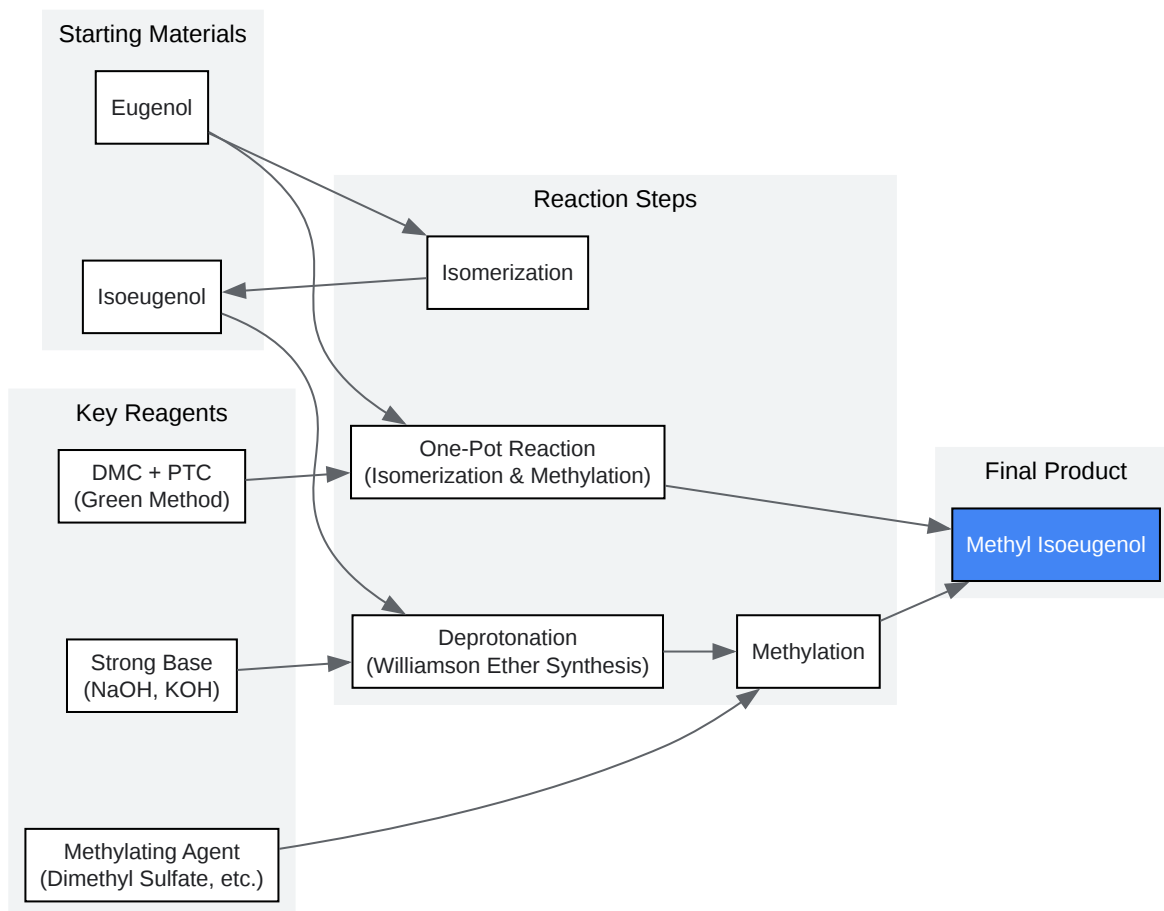 Starting Materials
Eugenol
Isoeugenol
Key Reagents
DMC + PTC
(Green Method)
Strong Base
(NaOH, KOH)
Methylating Agent
(Dimethyl Sulfate, etc.)
Reaction Steps
Isomerization
One-Pot Reaction
(Isomerization & Methylation)
Deprotonation
(Williamson Ether Synthesis)
Methylation
Final Product
Methyl Isoeugenol